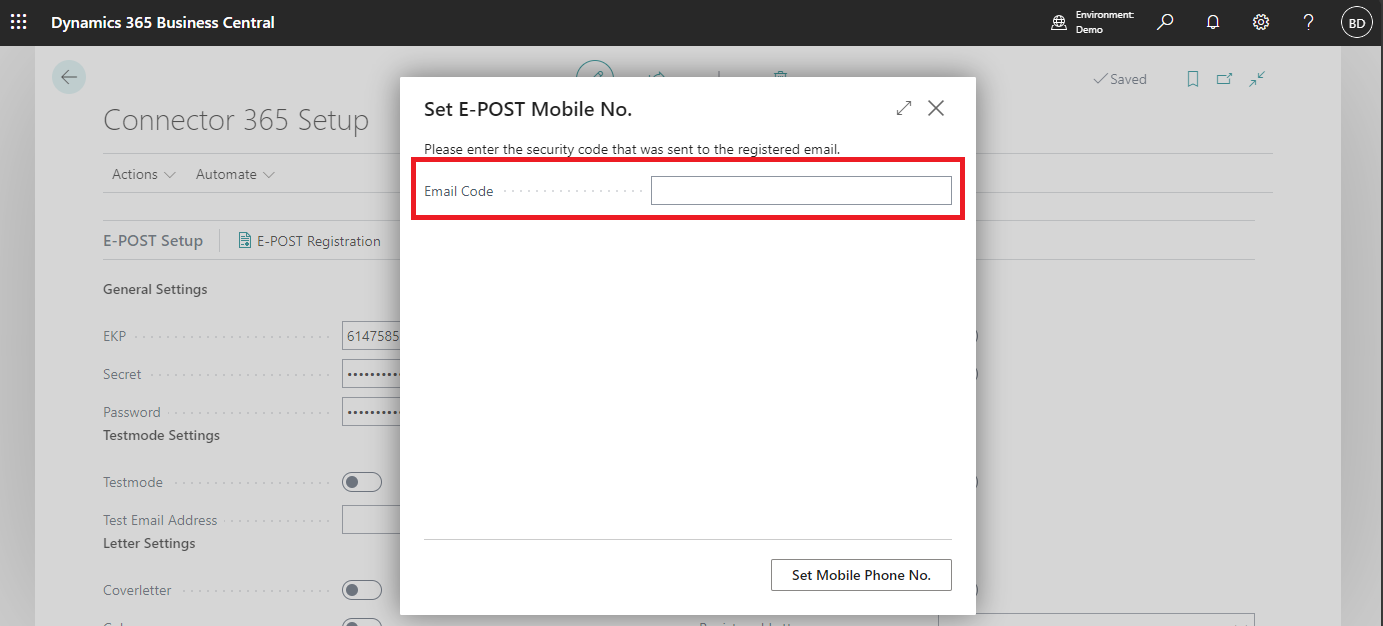 Dynamics 365 Business Central
Environment:
Demo
?
BD
Saved
Connector 365 Setup
Actions
Automate
E-POST Setup
E-POST Registration
General Settings
EKP
6147585
Secret
Password
Testmode Settings
Testmode
Test Email Address
Letter Settings
Coverletter
Set E-POST Mobile No.
Please enter the security code that was sent to the registered email.
Email Code
Set Mobile Phone No.